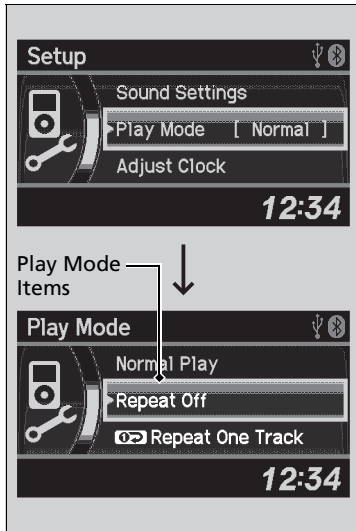 Setup
Sound Settings
Play Mode [ Normal ]
Adjust Clock
12:34
Play Mode
Items
Play Mode
Normal Play
Repeat Off
Repeat One Track
12:34